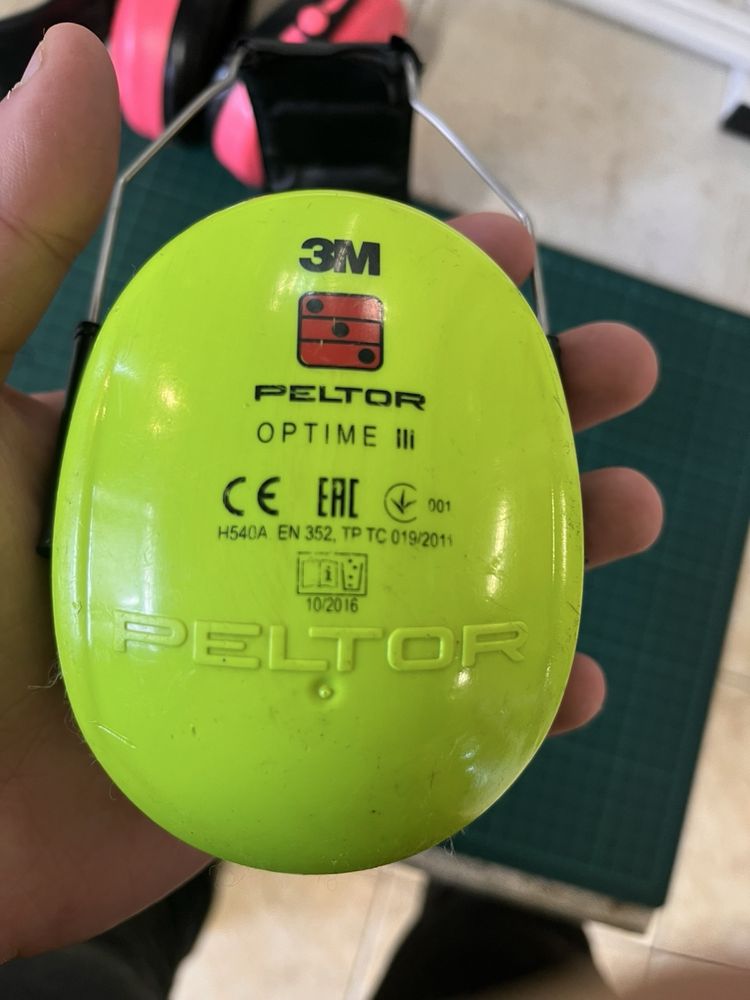 3M
PELTOR
OPTIME III
CE EAC 001
H540A EN 352, TP TC 019/2011
10/2016
PELTOR